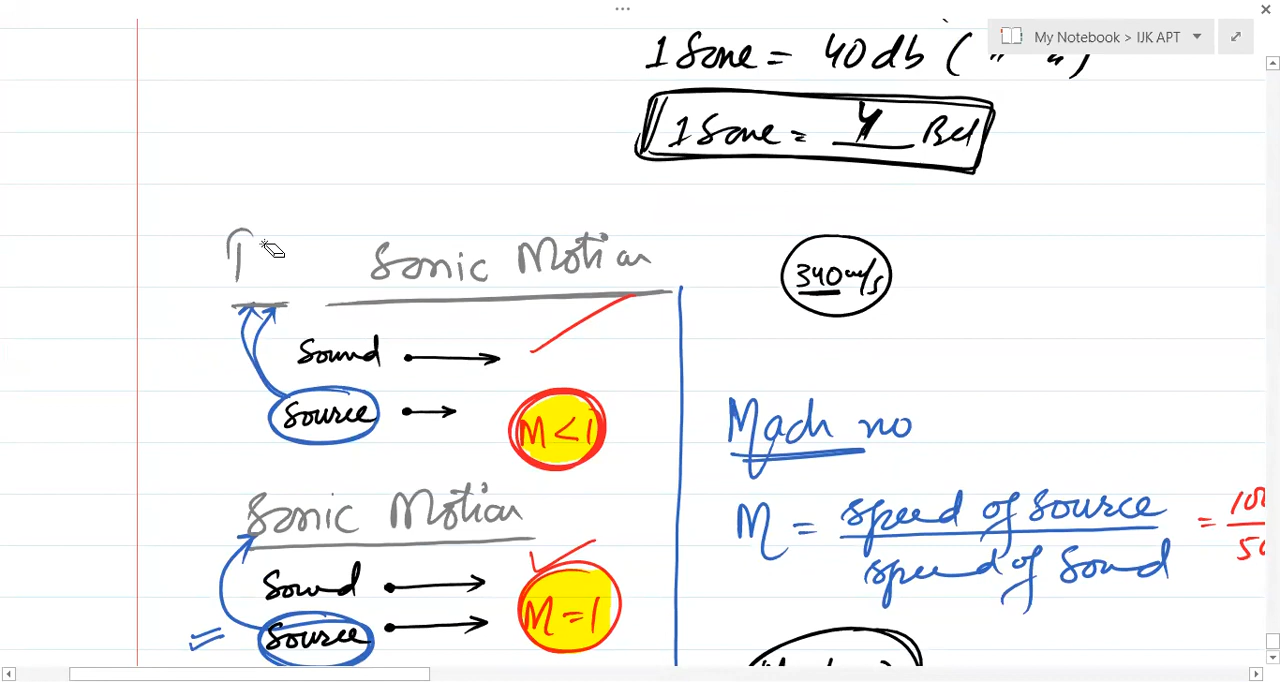 My Notebook > IJK APT
1 Sone = 40 db ( " " )
1 Sone = 4 Bel
Sonic Motion
340 m/s
Sound
Source
M < 1
Mach no
Sonic Motion
M = speed of source / speed of sound =
Sound
M = 1
Source